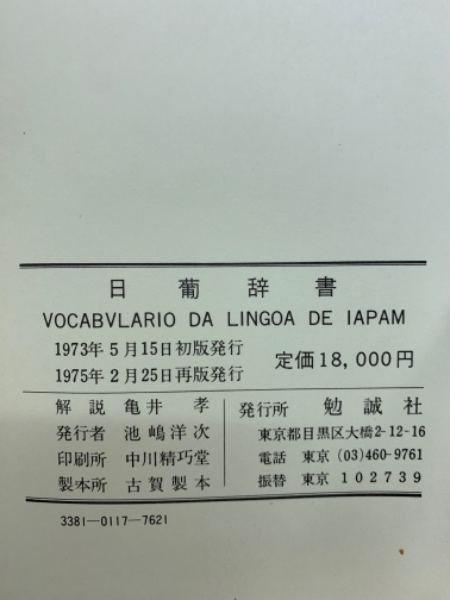 日葡辞書
VOCABVLARIO DA LINGOA DE IAPAM
1973年5月15日初版発行
1975年2月25日再版発行
定価18,000円
解説 亀井 孝
発行者 池嶋洋次
印刷所 中川精巧堂
製本所 古賀製本
発行所 勉誠社
東京都目黒区大橋2-12-16
電話 東京 (03)460-9761
振替 東京 102739
3381—0117—7621